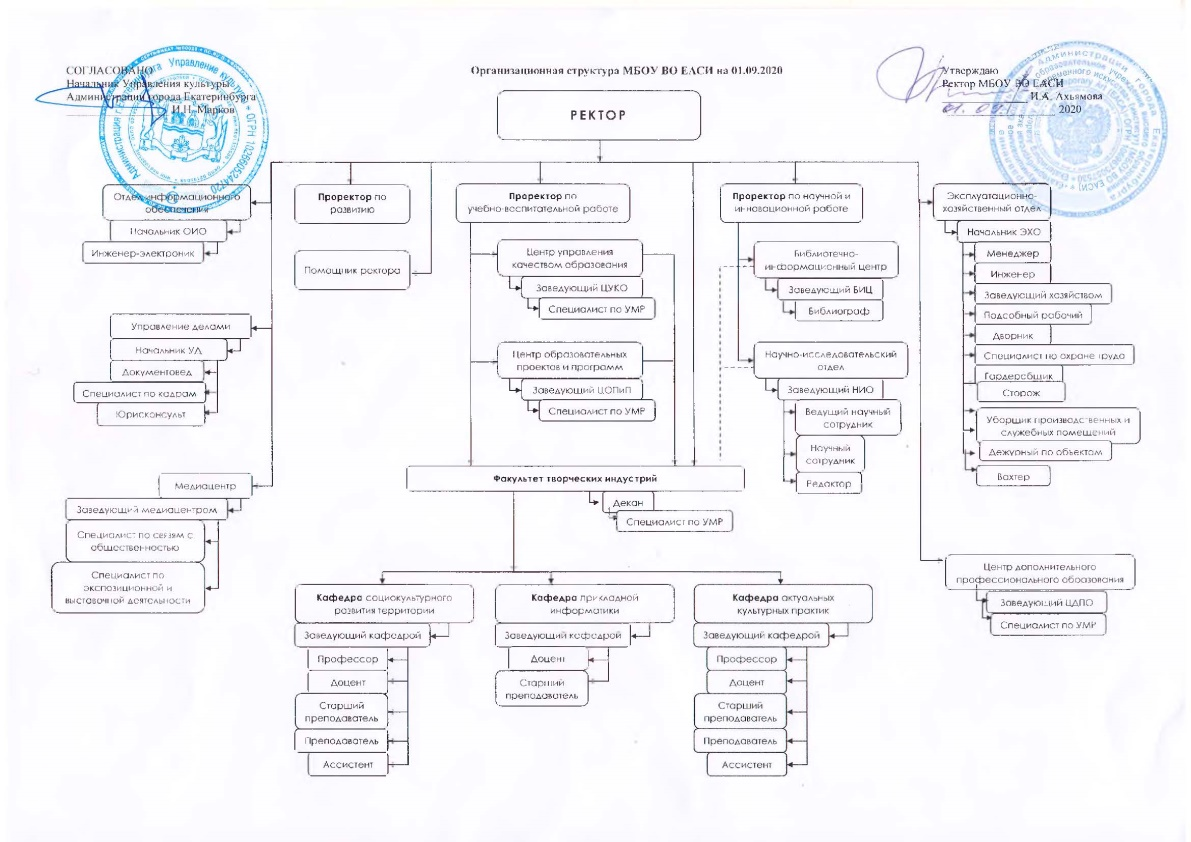 СОГЛАСОВАНО
Начальник Управления культуры
Администрации города Екатеринбурга
И.Н. Марков
Организационная структура МБОУ ВО ЕАСИ на 01.09.2020
Утверждаю
Ректор МБОУ ВО ЕАСИ
И.А. Ахьямова
01.09. 2020
РЕКТОР
Отдел информационного
обеспечения
Начальник ОИО
Инженер-электроник
Управление делами
Начальник УД
Документовед
Специалист по кадрам
Юрисконсульт
Медиацентр
Заведующий медиацентром
Специалист по связям с
общественностью
Специалист по
экспозиционной и
выставочной деятельности
Проректор по
развитию
Помощник ректора
Проректор по
учебно-воспитательной работе
Центр управления
качеством образования
Заведующий ЦУКО
Специалист по УМР
Центр образовательных
проектов и программ
Заведующий ЦОПиП
Специалист по УМР
Проректор по научной и
инновационной работе
Библиотечно-
информационный центр
Заведующий БИЦ
Библиограф
Научно-исследовательский
отдел
Заведующий НИО
Ведущий научный
сотрудник
Научный
сотрудник
Редактор
Эксплуатационно-
хозяйственный отдел
Начальник ЭХО
Менеджер
Инженер
Заведующий хозяйством
Подсобный рабочий
Дворник
Специалист по охране труда
Гардеробщик
Сторож
Уборщик производственных и
служебных помещений
Дежурный по объектам
Вахтер
Факультет творческих индустрий
Декан
Специалист по УМР
Центр дополнительного
профессионального образования
Заведующий ЦДПО
Специалист по УМР
Кафедра социокультурного
развития территории
Заведующий кафедрой
Профессор
Доцент
Старший
преподаватель
Преподаватель
Ассистент
Кафедра прикладной
информатики
Заведующий кафедрой
Доцент
Старший
преподаватель
Кафедра актуальных
культурных практик
Заведующий кафедрой
Профессор
Доцент
Старший
преподаватель
Преподаватель
Ассистент